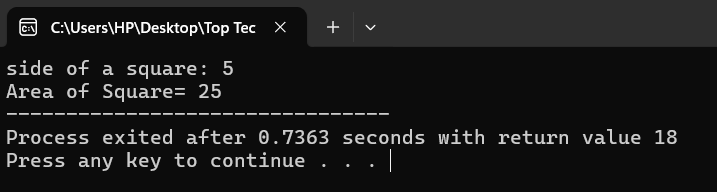 C:\Users\HP\Desktop\Top Tec
side of a square: 5
Area of Square= 25
--------------------------------
Process exited after 0.7363 seconds with return value 18
Press any key to continue . . .